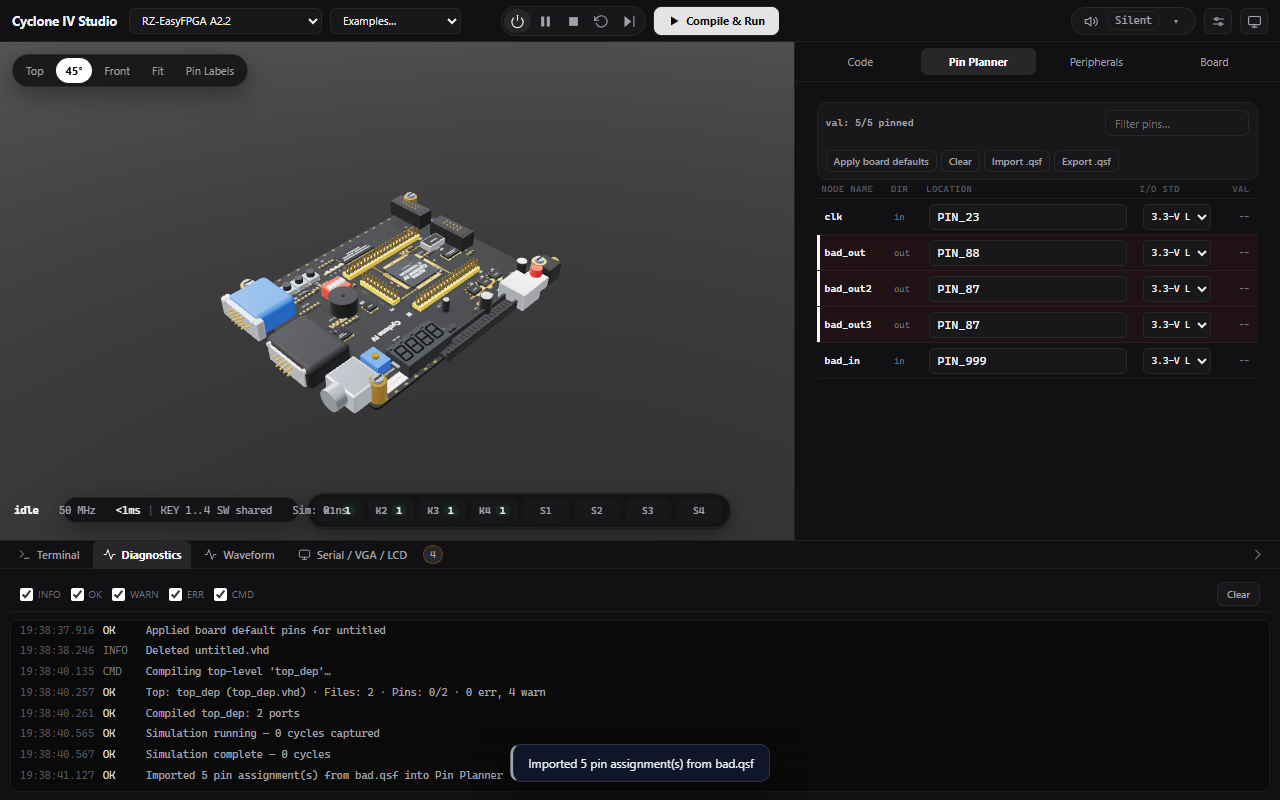 Cyclone IV Studio RZ-EasyFPGA A2.2 Examples... Compile & Run Silent
Top 45° Front Fit Pin Labels
Code Pin Planner Peripherals Board
val: 5/5 pinned Filter pins...
Apply board defaults Clear Import .qsf Export .qsf
NODE NAME DIR LOCATION I/O STD VAL
clk in PIN_23 3.3-V L --
bad_out out PIN_88 3.3-V L --
bad_out2 out PIN_87 3.3-V L --
bad_out3 out PIN_87 3.3-V L --
bad_in in PIN_999 3.3-V L --
Cyclone IV
8888
idle · 50 MHz · <1ms | KEY 1..4 SW shared · Sim: 1 K2 1 K3 1 K4 1 S1 S2 S3 S4
Terminal Diagnostics Waveform Serial / VGA / LCD 4
INFO OK WARN ERR CMD Clear
19:38:37.916 OK Applied board default pins for untitled
19:38:38.246 INFO Deleted untitled.vhd
19:38:40.135 CMD Compiling top-level 'top_dep'…
19:38:40.257 OK Top: top_dep (top_dep.vhd) · Files: 2 · Pins: 0/2 · 0 err, 4 warn
19:38:40.261 OK Compiled top_dep: 2 ports
19:38:40.565 OK Simulation running — 0 cycles captured
19:38:40.567 OK Simulation complete — 0 cycles
19:38:41.127 OK Imported 5 pin assignment(s) from bad.qsf into Pin Planner
Imported 5 pin assignment(s) from bad.qsf